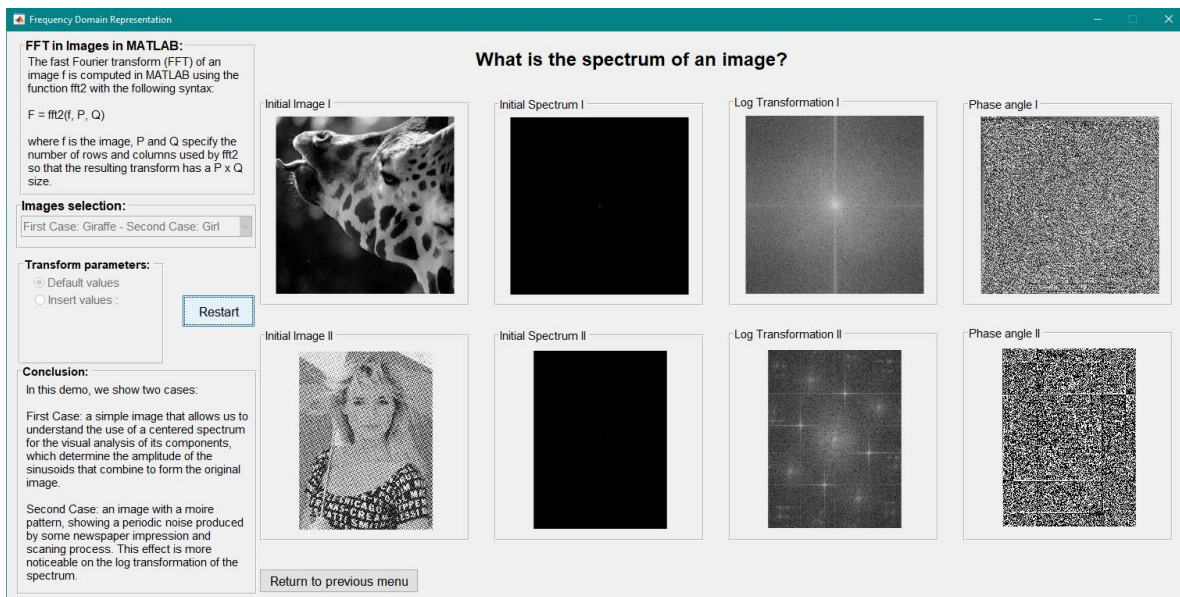 Frequency Domain Representation
FFT in Images in MATLAB:
The fast Fourier transform (FFT) of an
image f is computed in MATLAB using the
function fft2 with the following syntax:
F = fft2(f, P, Q)
where f is the image, P and Q specify the
number of rows and columns used by fft2
so that the resulting transform has a P x Q
size.
Images selection:
First Case: Giraffe - Second Case: Girl
Transform parameters:
Default values
Insert values :
Restart
Conclusion:
In this demo, we show two cases:
First Case: a simple image that allows us to
understand the use of a centered spectrum
for the visual analysis of its components,
which determine the amplitude of the
sinusoids that combine to form the original
image.
Second Case: an image with a moire
pattern, showing a periodic noise produced
by some newspaper impression and
scaning process. This effect is more
noticeable on the log transformation of the
spectrum.
What is the spectrum of an image?
Initial Image I
Initial Spectrum I
Log Transformation I
Phase angle I
Initial Image II
Initial Spectrum II
Log Transformation II
Phase angle II
Return to previous menu